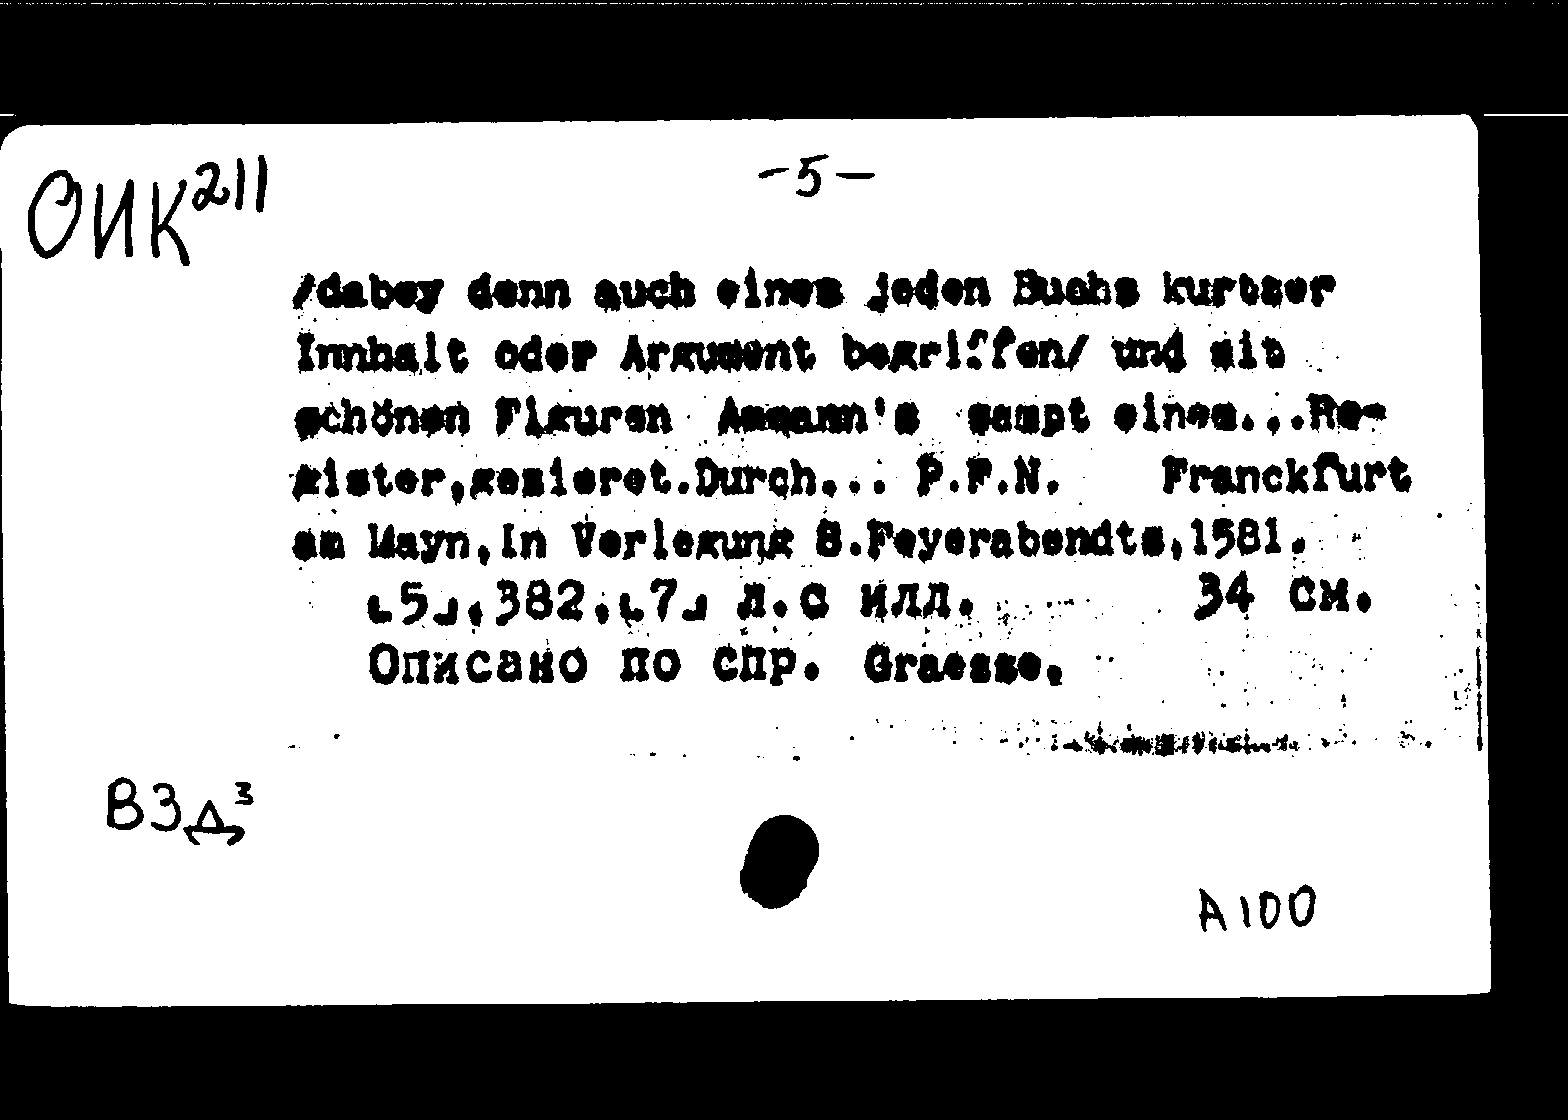 ОИК²¹¹
-5-
/dabey denn auch eines jeden Buchs kurtzer
Innhalt oder Argument begriffen/ und mit
schönen Figuren Ammann's sampt einem...Re-
gister,gezieret.Durch... P.F.N. Franckfurt
am Mayn,In Verlegung S.Feyerabendts,1581.
⌊5⌋,382,⌊7⌋ л.с илл. 34 см.
Описано по спр. Graesse.
ВЗд³
А100